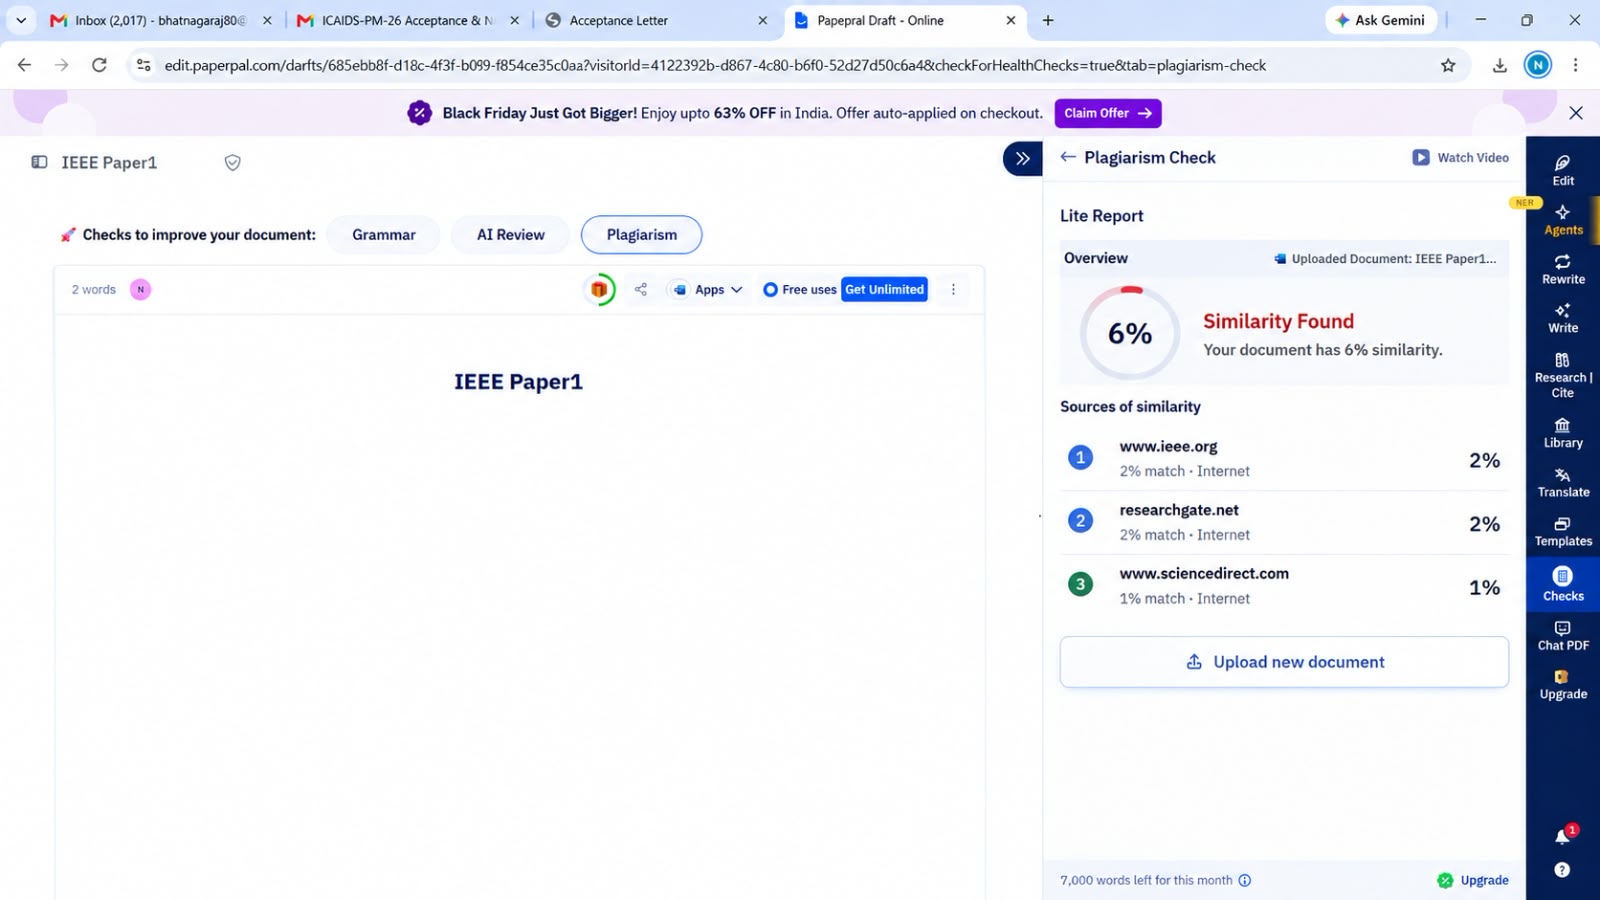 Inbox (2,017) - bhatnagaraj80@
ICAIDS-PM-26 Acceptance & N
Acceptance Letter
Papepral Draft - Online
Ask Gemini
edit.paperpal.com/darfts/685ebb8f-d18c-4f3f-b099-f854ce35c0aa?visitorId=4122392b-d867-4c80-b6f0-52d27d50c6a4&checkForHealthChecks=true&tab=plagiarism-check
N
Black Friday Just Got Bigger! Enjoy upto 63% OFF in India. Offer auto-applied on checkout.
Claim Offer →
IEEE Paper1
Checks to improve your document:
Grammar
AI Review
Plagiarism
2 words
N
Apps
Free uses
Get Unlimited
IEEE Paper1
Plagiarism Check
Watch Video
Lite Report
Overview
Uploaded Document: IEEE Paper1...
6%
Similarity Found
Your document has 6% similarity.
Sources of similarity
1
www.ieee.org
2% match • Internet
2%
2
researchgate.net
2% match • Internet
2%
3
www.sciencedirect.com
1% match • Internet
1%
Upload new document
7,000 words left for this month
Upgrade
Edit
NER
Agents
Rewrite
Write
Research |
Cite
Library
Translate
Templates
Checks
Chat PDF
Upgrade
1
?